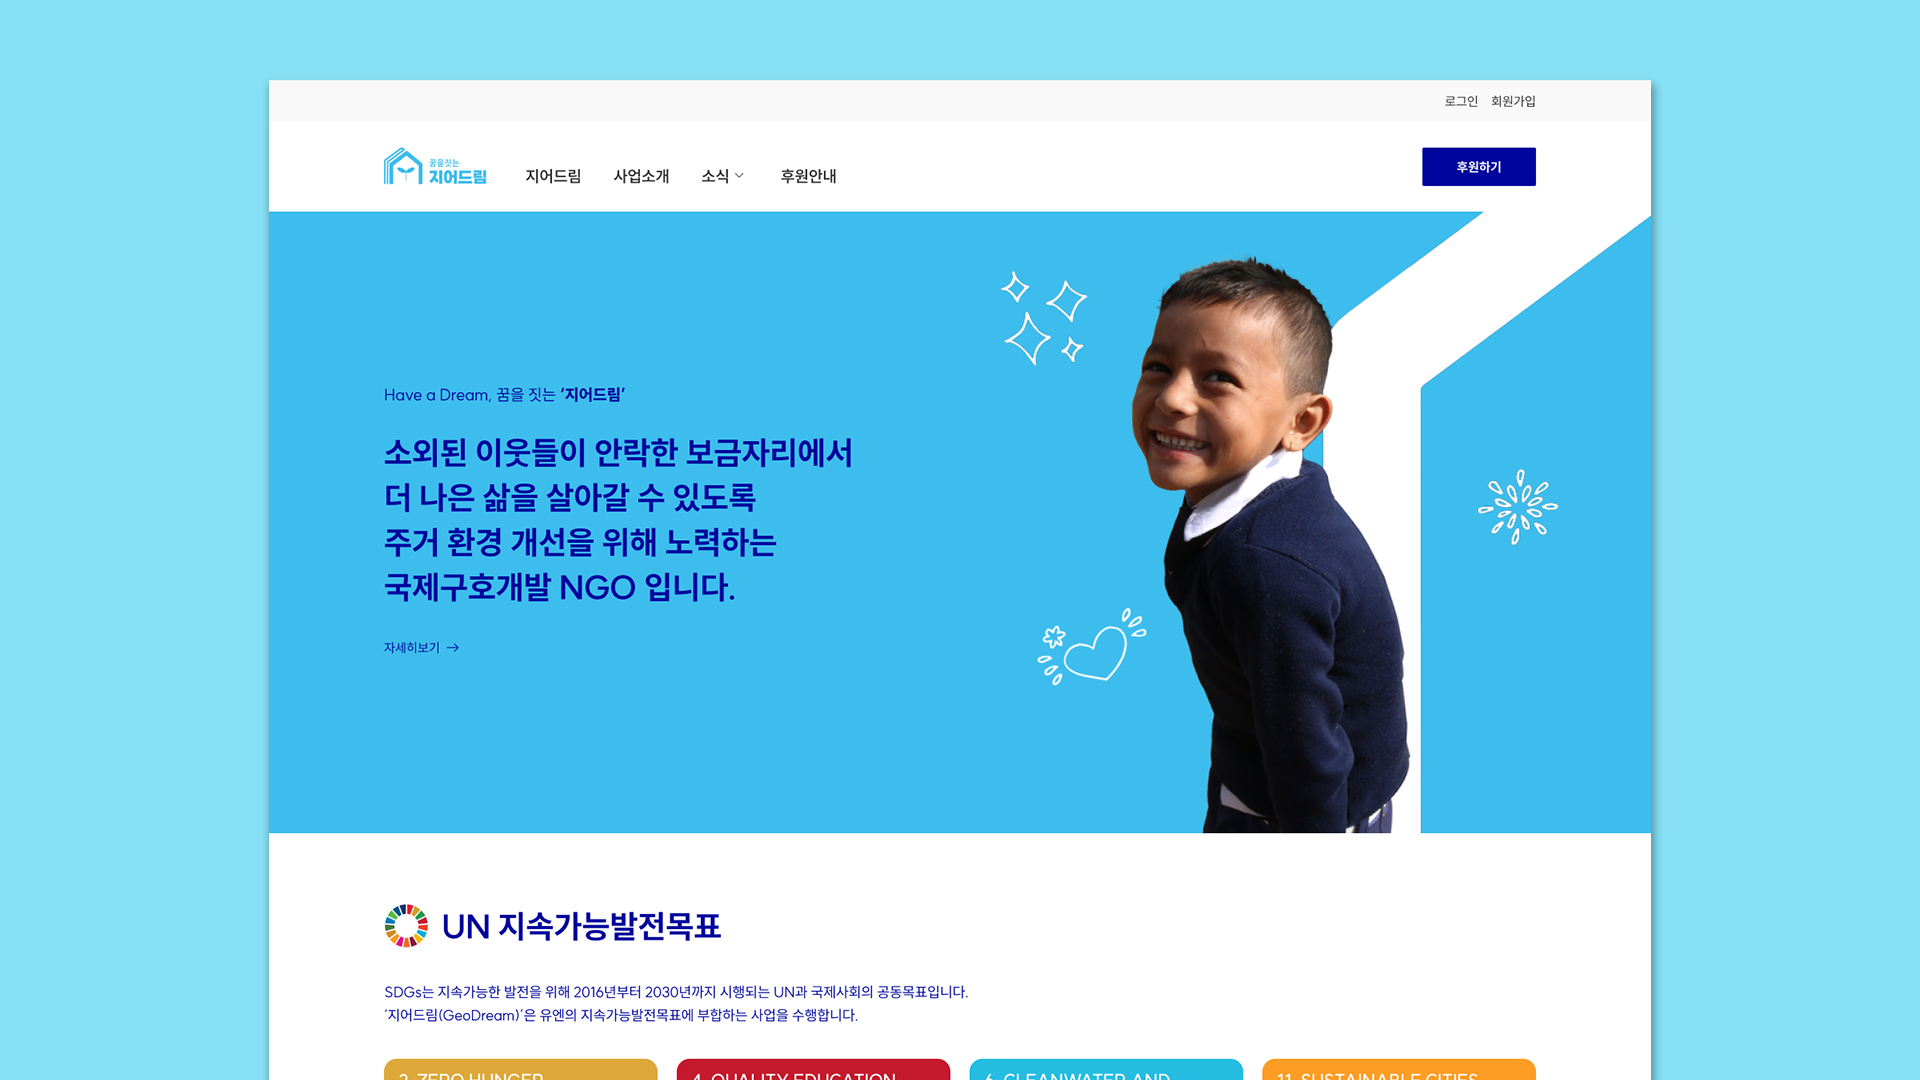 로그인 회원가입
꿈을짓는
지어드림
지어드림 사업소개 소식 후원안내
후원하기
Have a Dream, 꿈을 짓는 ‘지어드림’
소외된 이웃들이 안락한 보금자리에서
더 나은 삶을 살아갈 수 있도록
주거 환경 개선을 위해 노력하는
국제구호개발 NGO 입니다.
자세히보기
UN 지속가능발전목표
SDGs는 지속가능한 발전을 위해 2016년부터 2030년까지 시행되는 UN과 국제사회의 공동목표입니다.
‘지어드림(GeoDream)’은 유엔의 지속가능발전목표에 부합하는 사업을 수행합니다.
2. ZERO HUNGER
4. QUALITY EDUCATION
6. CLEANWATER AND
11. SUSTAINABLE CITIES